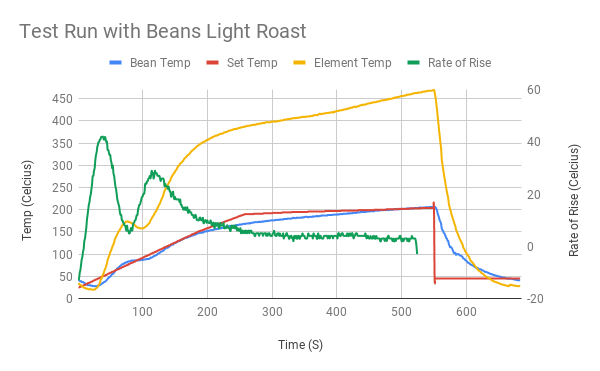 Test Run with Beans Light Roast
Bean Temp Set Temp Element Temp Rate of Rise
Temp (Celcius)
450
400
350
300
250
200
150
100
50
0
60
40
20
0
-20
Rate of Rise (Celcius)
100 200 300 400 500 600
Time (S)